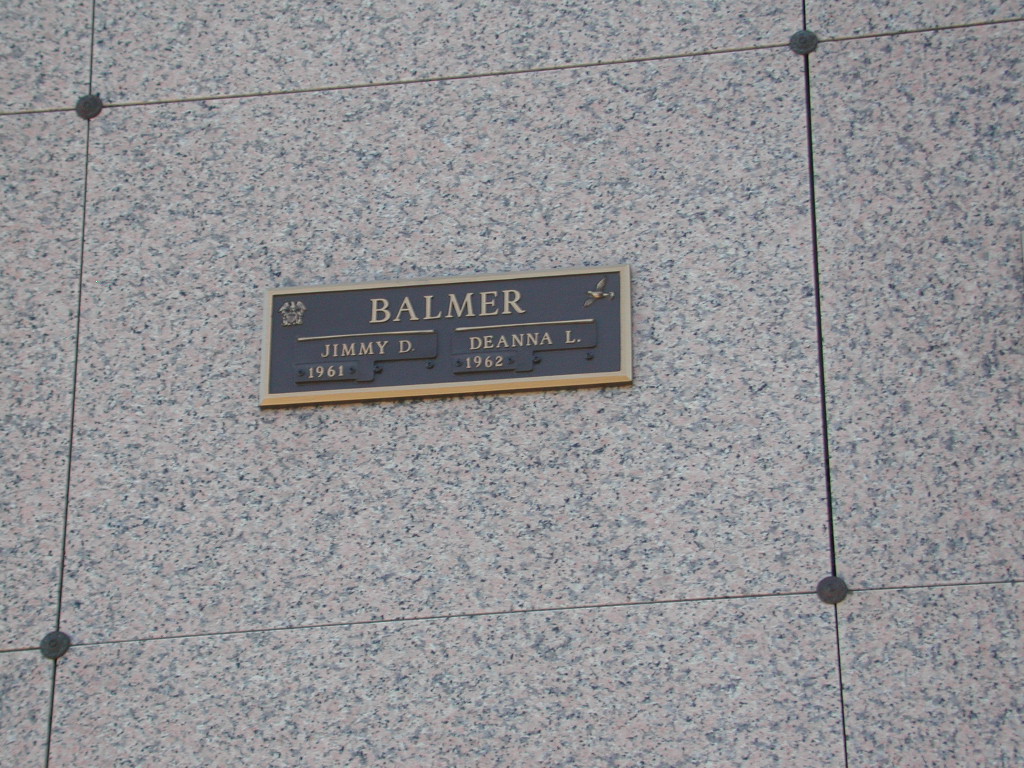 BALMER
JIMMY D. DEANNA L.
1961 1962